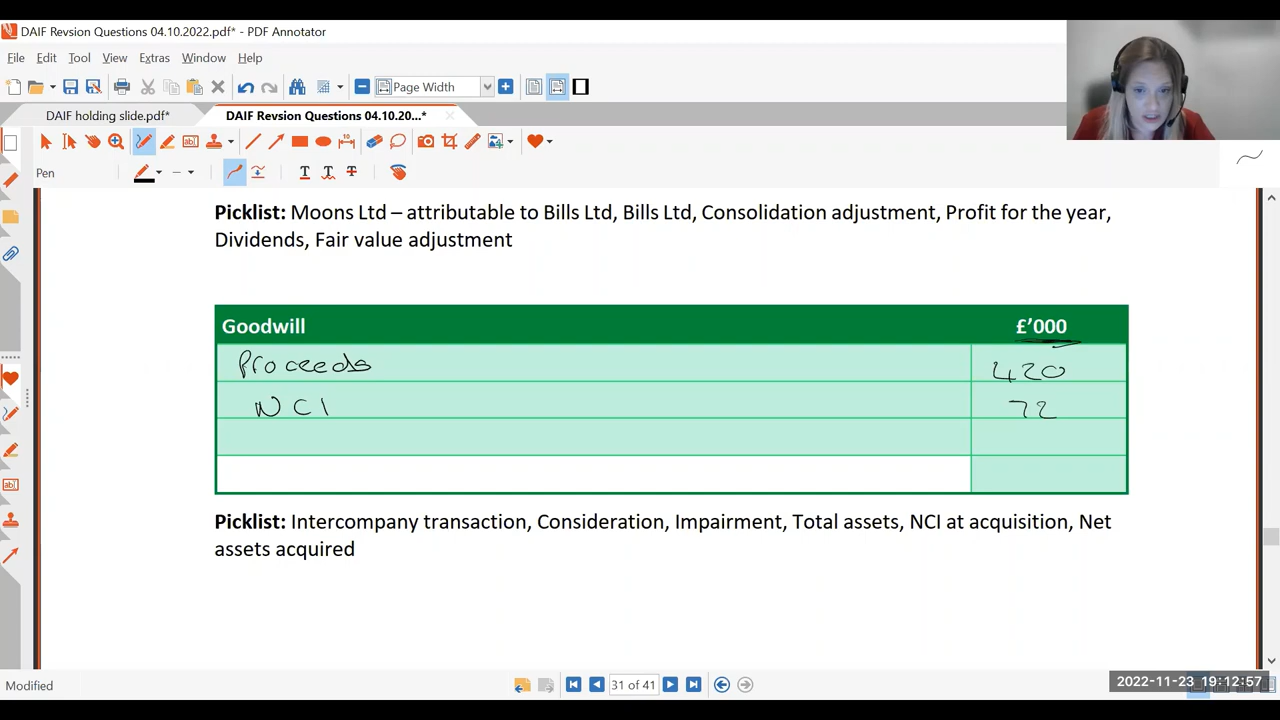 DAIF Revsion Questions 04.10.2022.pdf* - PDF Annotator
File Edit Tool View Extras Window Help
Page Width
DAIF holding slide.pdf*
DAIF Revsion Questions 04.10.20...*
Pen
Picklist: Moons Ltd – attributable to Bills Ltd, Bills Ltd, Consolidation adjustment, Profit for the year,
Dividends, Fair value adjustment
Goodwill £’000
Proceeds 420
NCI 72
Picklist: Intercompany transaction, Consideration, Impairment, Total assets, NCI at acquisition, Net
assets acquired
Modified
31 of 41
2022-11-23 19:12:57